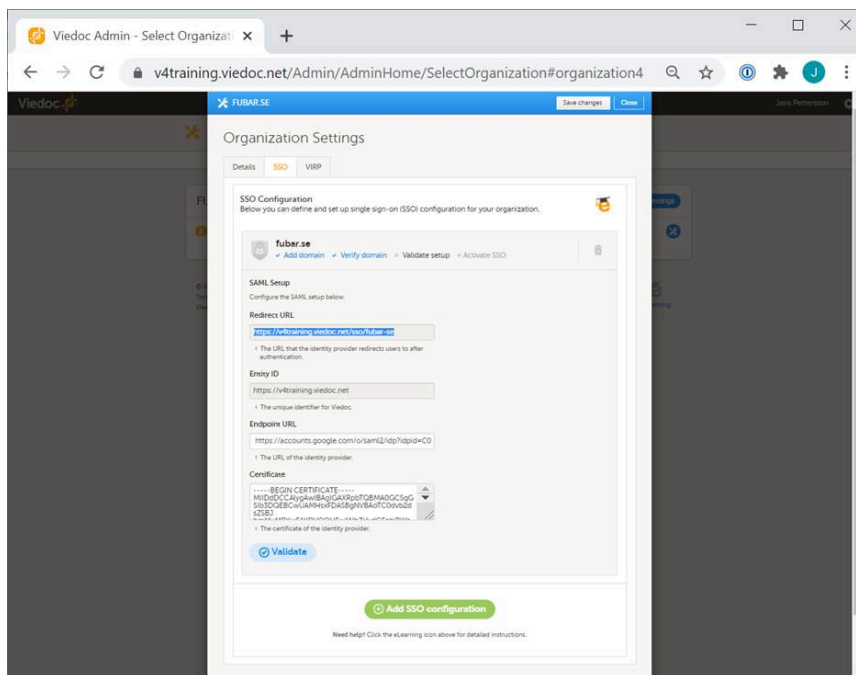 Viedoc Admin - Select Organizati
v4training.viedoc.net/Admin/AdminHome/SelectOrganization#organization4
J
Viedoc
FUBAR.SE
Save changes
Close
Jens Pettersson
Organization Settings
Details
SSO
VIRP
SSO Configuration
Below you can define and set up single sign-on (SSO) configuration for your organization.
fubar.se
Add domain
Verify domain
Validate setup
Activate SSO
SAML Setup
Configure the SAML setup below.
Redirect URL
https://v4training.viedoc.net/sso/fubar-se
The URL that the identity provider redirects users to after
authentication.
Entity ID
https://v4training.viedoc.net
The unique identifier for Viedoc.
Endpoint URL
https://accounts.google.com/o/saml2/idp?idpid=C0
The URL of the identity provider.
Certificate
-----BEGIN CERTIFICATE-----
The certificate of the identity provider.
Validate
Add SSO configuration
Need help? Click the eLearning icon above for detailed instructions.